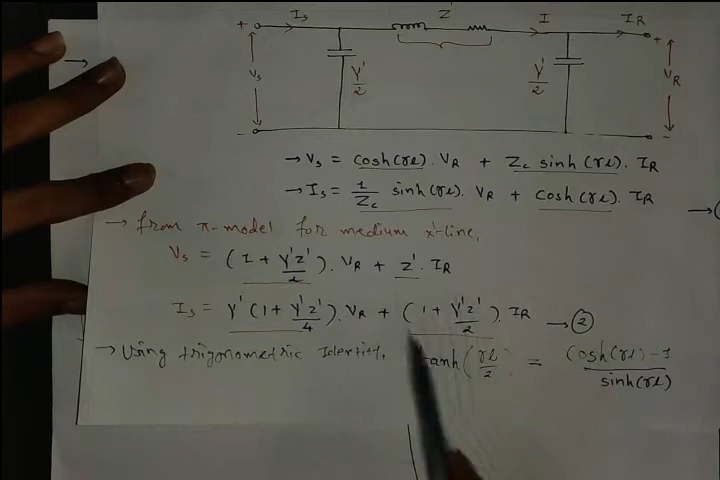 Is Z' I IR
+ +
Vs Y'/2 Y'/2 VR
- -
→ Vs = cosh(γl). VR + Zc sinh(γl). IR
→ Is = 1/Zc sinh(γl). VR + cosh(γl). IR →
→ from π-model for medium x'-line,
Vs = (1 + Y'Z'/2). VR + Z'. IR
Is = Y'(1 + Y'Z'/4). VR + (1 + Y'Z'/2). IR → ②
→ Using trigonometric Identity, tanh(γl/2) = cosh(γl)-1/sinh(γl)